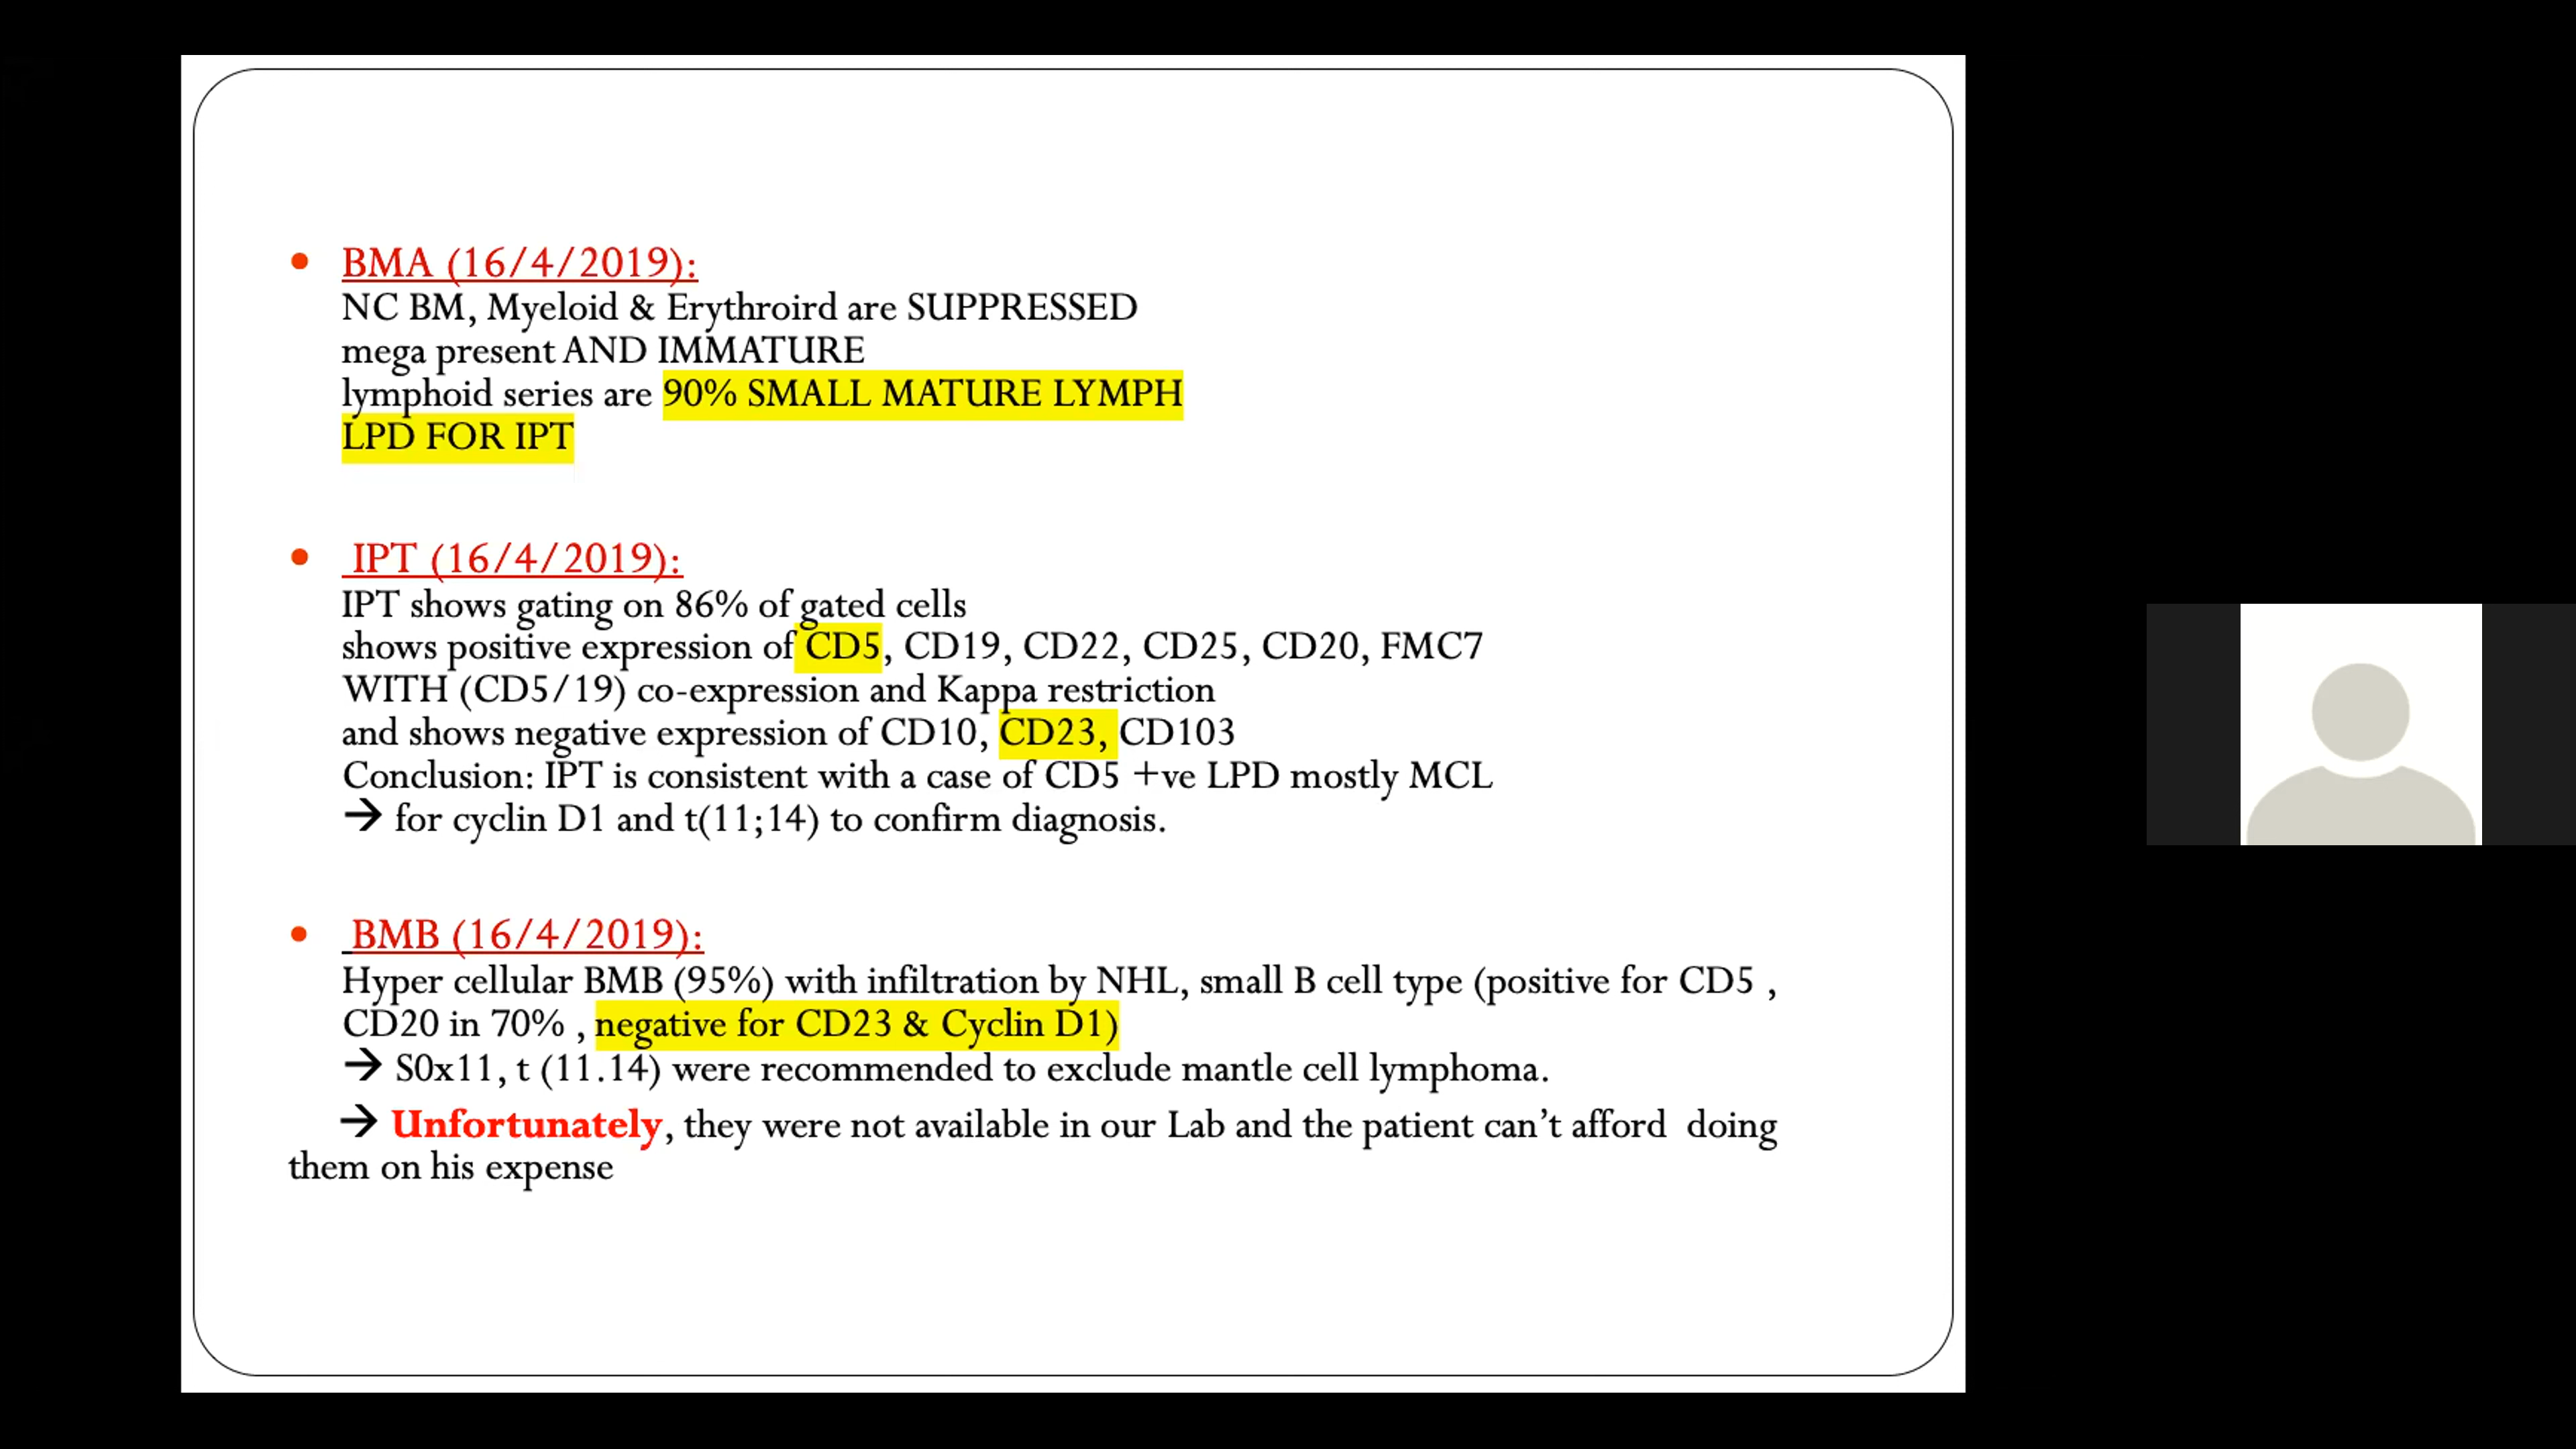 • BMA (16/4/2019):
NC BM, Myeloid & Erythroird are SUPPRESSED
mega present AND IMMATURE
lymphoid series are 90% SMALL MATURE LYMPH
LPD FOR IPT
• IPT (16/4/2019):
IPT shows gating on 86% of gated cells
shows positive expression of CD5, CD19, CD22, CD25, CD20, FMC7
WITH (CD5/19) co-expression and Kappa restriction
and shows negative expression of CD10, CD23, CD103
Conclusion: IPT is consistent with a case of CD5 +ve LPD mostly MCL
→ for cyclin D1 and t(11;14) to confirm diagnosis.
• BMB (16/4/2019):
Hyper cellular BMB (95%) with infiltration by NHL, small B cell type (positive for CD5 ,
CD20 in 70% , negative for CD23 & Cyclin D1)
→ S0x11, t (11.14) were recommended to exclude mantle cell lymphoma.
→ Unfortunately, they were not available in our Lab and the patient can’t afford doing
them on his expense